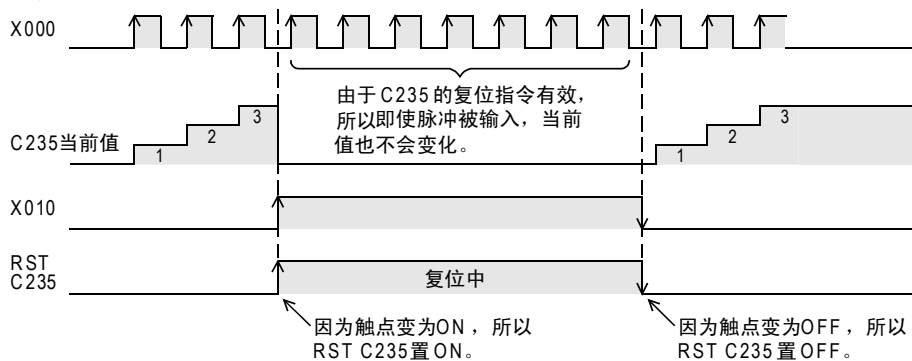 X000
由于C235的复位指令有效，
所以即使脉冲被输入，当前
值也不会变化。
C235当前值
1
2
3
1
2
3
X010
RST
C235
复位中
因为触点变为ON，所以
RST C235置ON。
因为触点变为OFF，所以
RST C235置OFF。